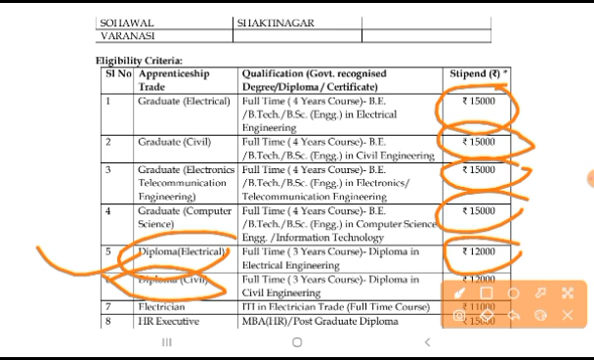 SOHAWAL SHAKTINAGAR
VARANASI
Eligibility Criteria:
Sl No Apprenticeship Trade Qualification (Govt. recognised Degree/Diploma / Certificate) Stipend (₹) *
1 Graduate (Electrical) Full Time ( 4 Years Course)- B.E. ₹ 15000
/B.Tech./B.Sc. (Engg.) in Electrical
Engineering
2 Graduate (Civil) Full Time ( 4 Years Course)- B.E. ₹ 15000
/B.Tech./B.Sc. (Engg.) in Civil Engineering
3 Graduate (Electronics Full Time ( 4 Years Course)- B.E. ₹ 15000
Telecommunication /B.Tech./B.Sc. (Engg.) in Electronics/
Engineering) Telecommunication Engineering
4 Graduate (Computer Full Time ( 4 Years Course)- B.E. ₹ 15000
Science) /B.Tech./B.Sc. (Engg.) in Computer Science
Engg. /Information Technology
5 Diploma(Electrical) Full Time ( 3 Years Course)- Diploma in ₹ 12000
Electrical Engineering
6 Diploma (Civil) Full Time ( 3 Years Course)- Diploma in ₹ 12000
Civil Engineering
7 Electrician ITI in Electrician Trade (Full Time Course) ₹ 11000
8 HR Executive MBA(HR)/Post Graduate Diploma ₹ 15000